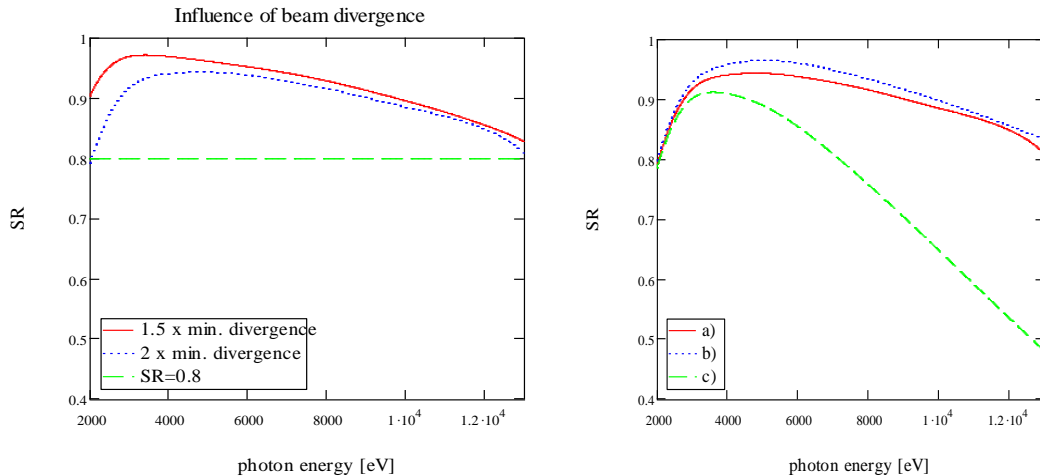 Influence of beam divergence
1
0.9
0.8
0.7
0.6
0.5
0.4
SR
2000
4000
6000
8000
1·10⁴
1.2·10⁴
photon energy [eV]
1.5 x min. divergence
2 x min. divergence
SR=0.8
1
0.9
0.8
0.7
0.6
0.5
0.4
SR
2000
4000
6000
8000
1·10⁴
1.2·10⁴
photon energy [eV]
a)
b)
c)